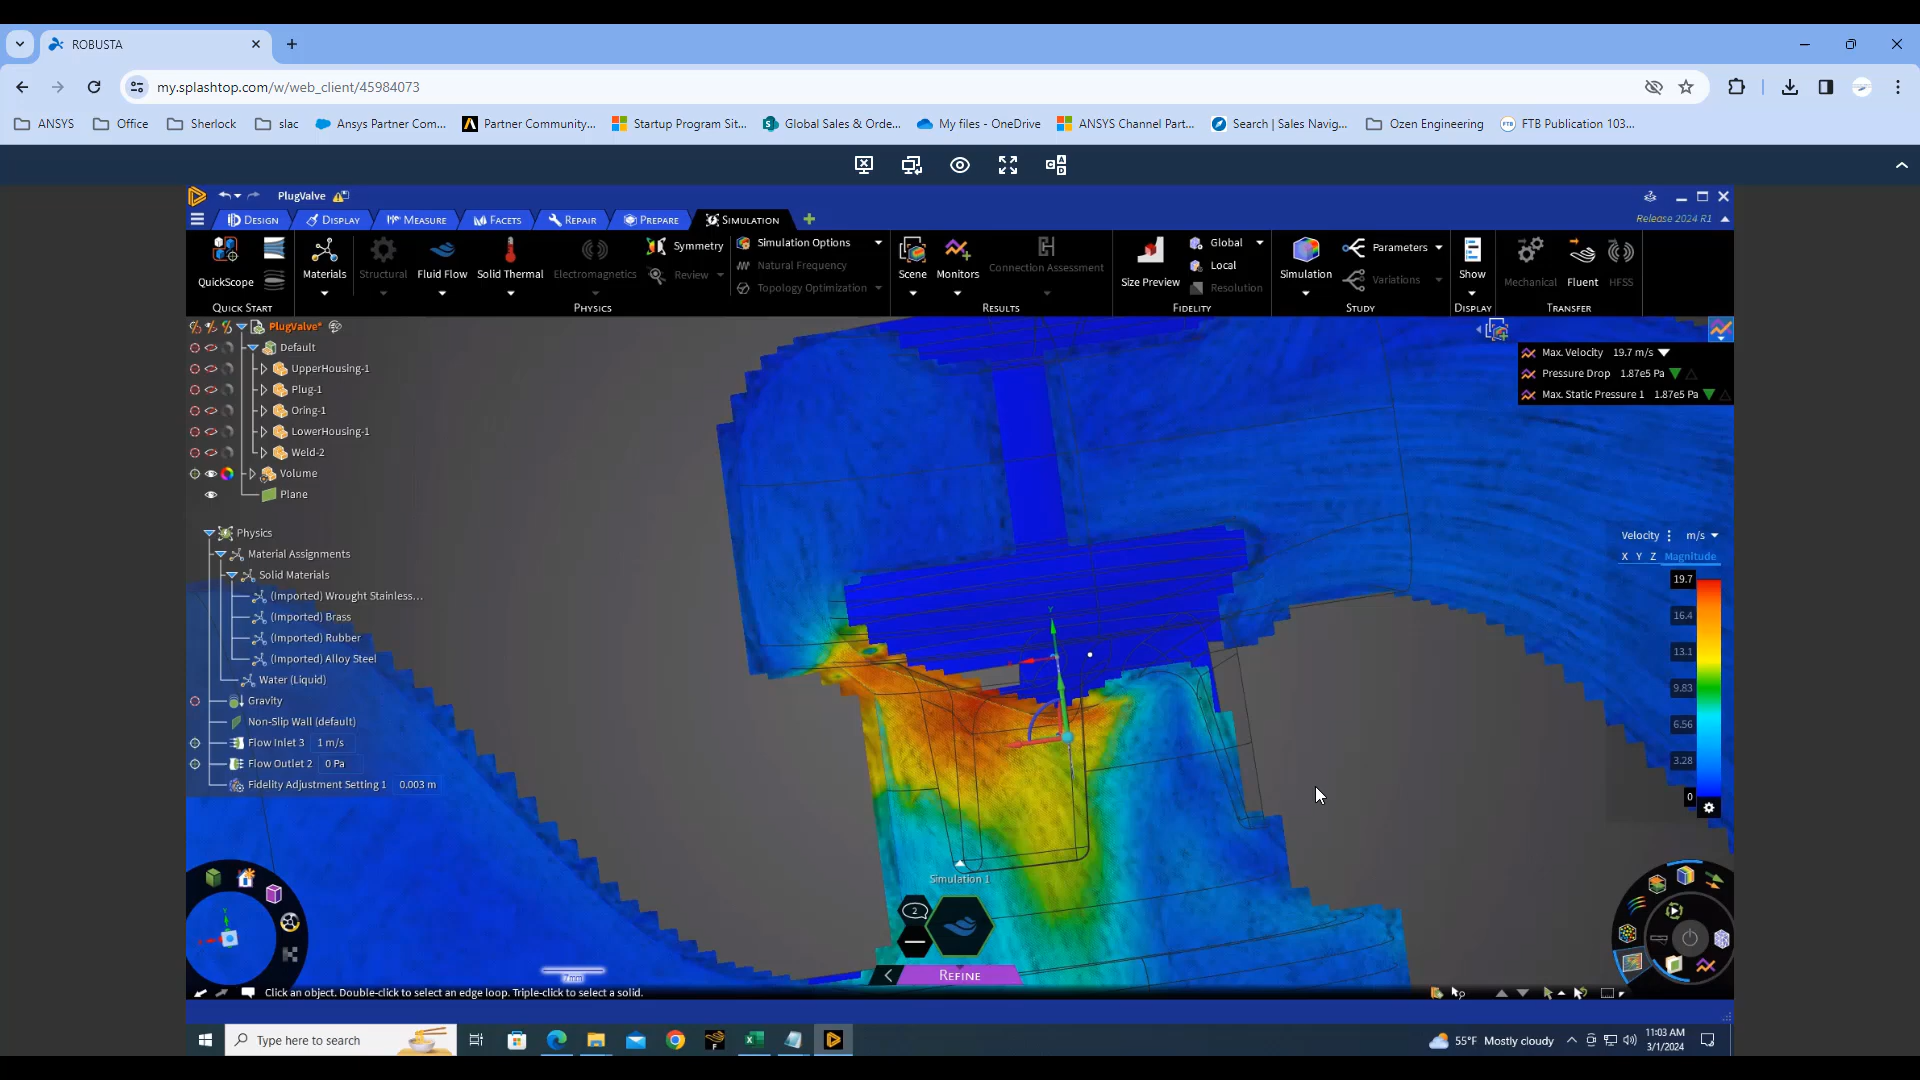 ROBUSTA
my.splashtop.com/w/web_client/45984073
ANSYS Office Sherlock slac Ansys Partner Com... Partner Community... Startup Program Sit... Global Sales & Orde... My files - OneDrive ANSYS Channel Part... Search | Sales Navig... Ozen Engineering FTB Publication 103...
PlugValve
DESIGN DISPLAY MEASURE FACETS REPAIR PREPARE SIMULATION
Release 2024 R1
QuickScope
QUICK START
Materials Structural Fluid Flow Solid Thermal Electromagnetics
Symmetry
Review
Simulation Options
Natural Frequency
Topology Optimization
PHYSICS
Scene Monitors Connection Assessment
RESULTS
Size Preview
Global
Local
Resolution
FIDELITY
Simulation
Parameters
Variations
STUDY
Show
DISPLAY
Mechanical Fluent HFSS
TRANSFER
PlugValve*
Default
UpperHousing-1
Plug-1
Oring-1
LowerHousing-1
Weld-2
Volume
Plane
Physics
Material Assignments
Solid Materials
(Imported) Wrought Stainless...
(Imported) Brass
(Imported) Rubber
(Imported) Alloy Steel
Water (Liquid)
Gravity
Non-Slip Wall (default)
Flow Inlet 3 1 m/s
Flow Outlet 2 0 Pa
Fidelity Adjustment Setting 1 0.003 m
Max. Velocity 19.7 m/s
Pressure Drop 1.87e5 Pa
Max. Static Pressure 1 1.87e5 Pa
Velocity m/s
X Y Z Magnitude
19.7
16.4
13.1
9.83
6.56
3.28
0
Simulation 1
2
REFINE
Click an object. Double-click to select an edge loop. Triple-click to select a solid.
Type here to search
55°F Mostly cloudy
11:03 AM
3/1/2024